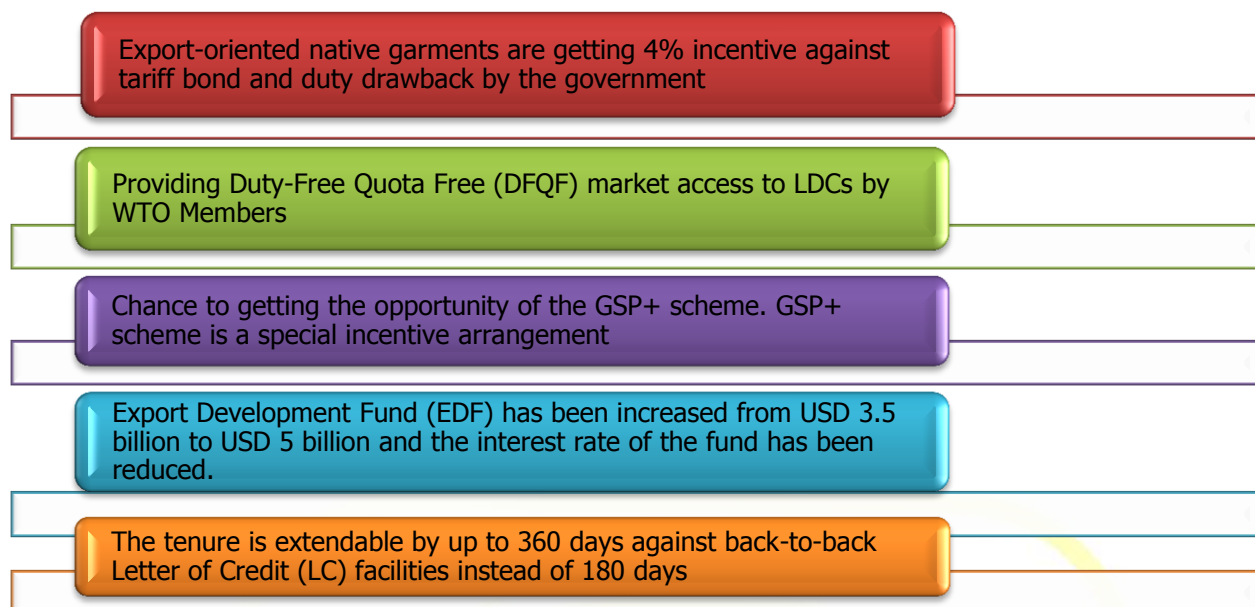 Export-oriented native garments are getting 4% incentive against
tariff bond and duty drawback by the government
Providing Duty-Free Quota Free (DFQF) market access to LDCs by
WTO Members
Chance to getting the opportunity of the GSP+ scheme. GSP+
scheme is a special incentive arrangement
Export Development Fund (EDF) has been increased from USD 3.5
billion to USD 5 billion and the interest rate of the fund has been
reduced.
The tenure is extendable by up to 360 days against back-to-back
Letter of Credit (LC) facilities instead of 180 days